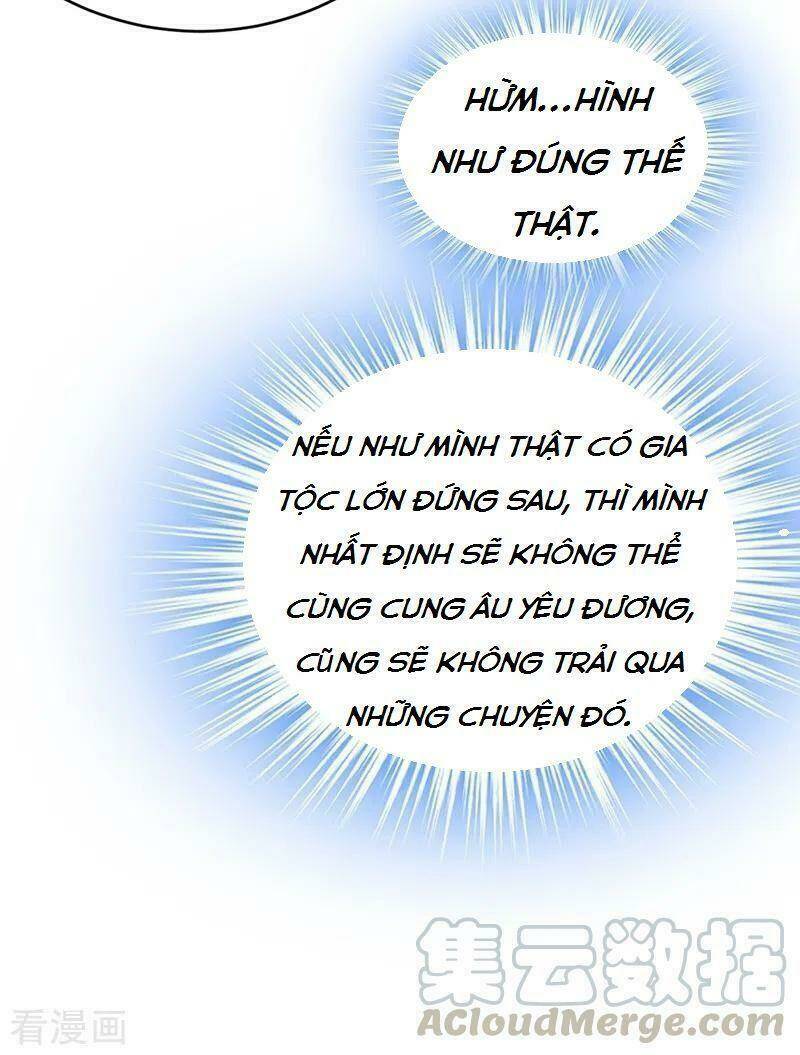 HỪM...HÌNH
NHƯ ĐÚNG THẾ
THẬT.
NẾU NHƯ MÌNH THẬT CÓ GIA
TỘC LỚN ĐỨNG SAU, THÌ MÌNH
NHẤT ĐỊNH SẼ KHÔNG THỂ
CÙNG CUNG ÂU YÊU ĐƯƠNG,
CŨNG SẼ KHÔNG TRẢI QUA
NHỮNG CHUYỆN ĐÓ.
集云数据
看漫画
ACloudMerge.com